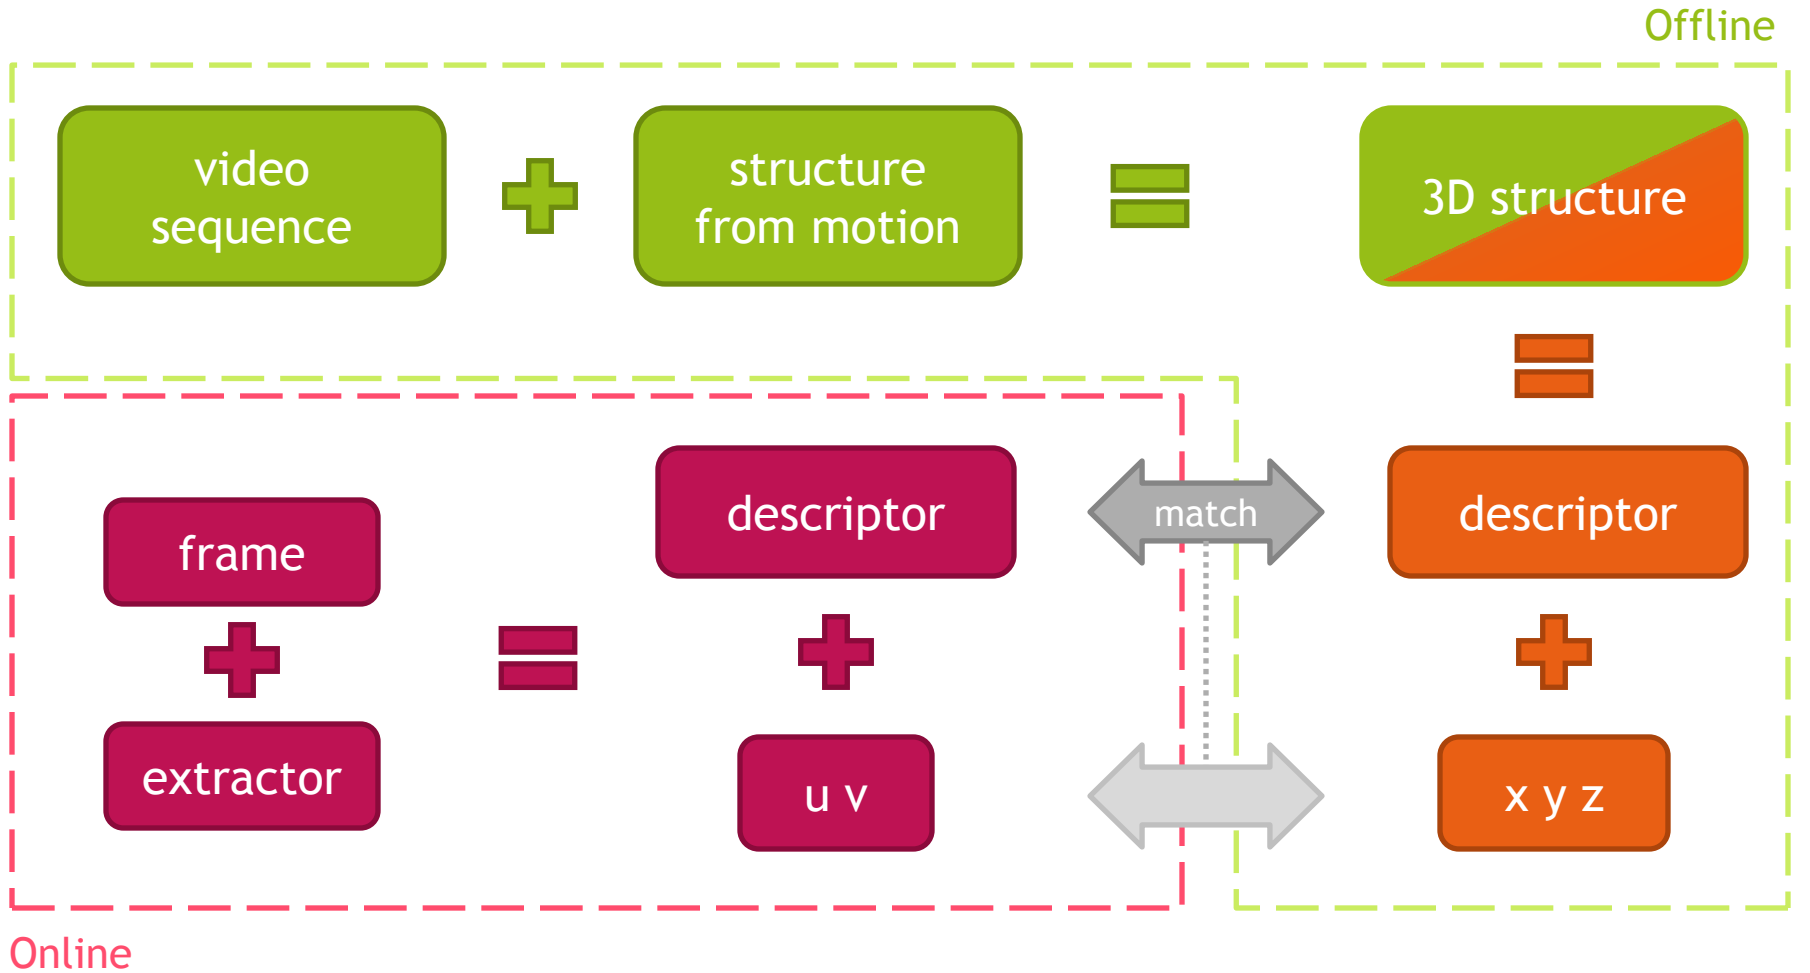 Offline
video
sequence
structure
from motion
3D structure
frame
extractor
descriptor
u v
match
descriptor
x y z
Online